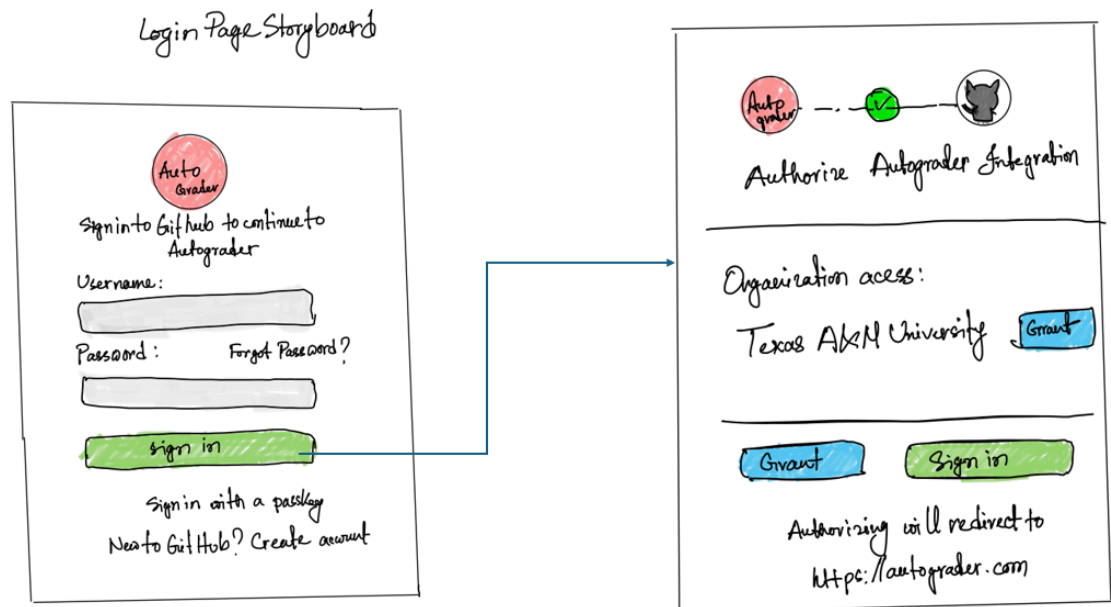 Login Page Storyboard
Auto
Grader
Sign in to Github to continue to
Autograder
Username:
Password: Forgot Password?
Sign in
Sign in with a passkey
New to GitHub? Create account
Auto
grader
Authorize Autograder Integration
Organization acess:
Texas A&M University Grant
Grant Sign in
Authorizing will redirect to
https://autograder.com